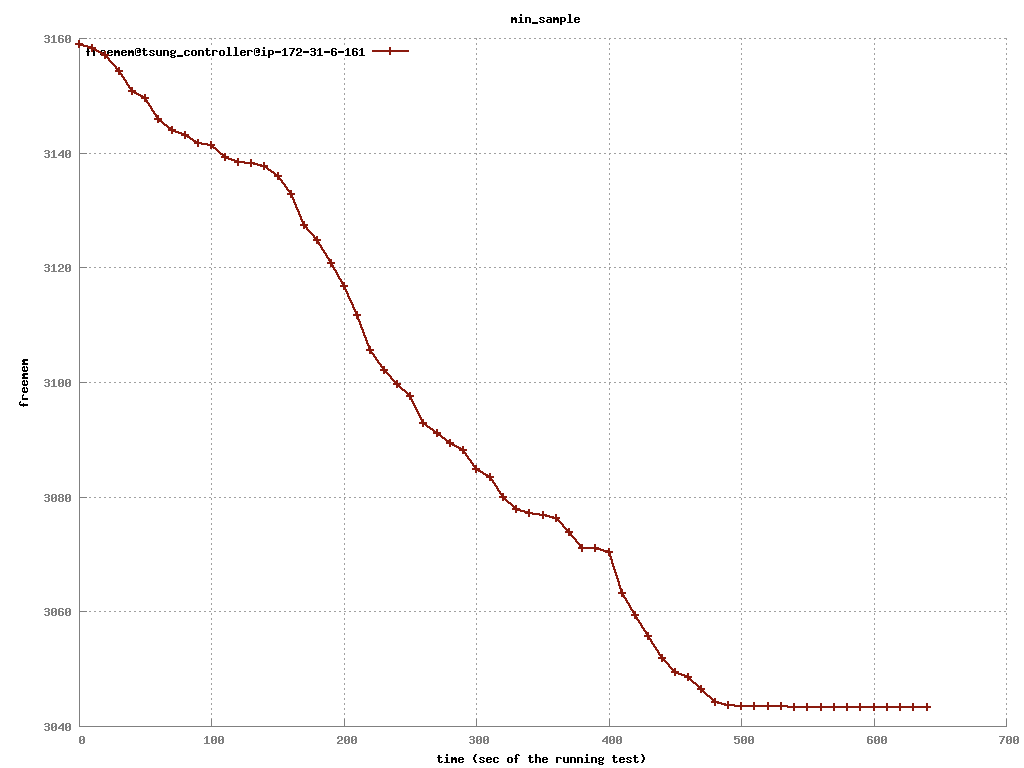 min_sample
3160
freemem@tsung_controller@ip-172-31-6-161
3140
3120
3100
freemem
3080
3060
3040
0 100 200 300 400 500 600 700
time (sec of the running test)